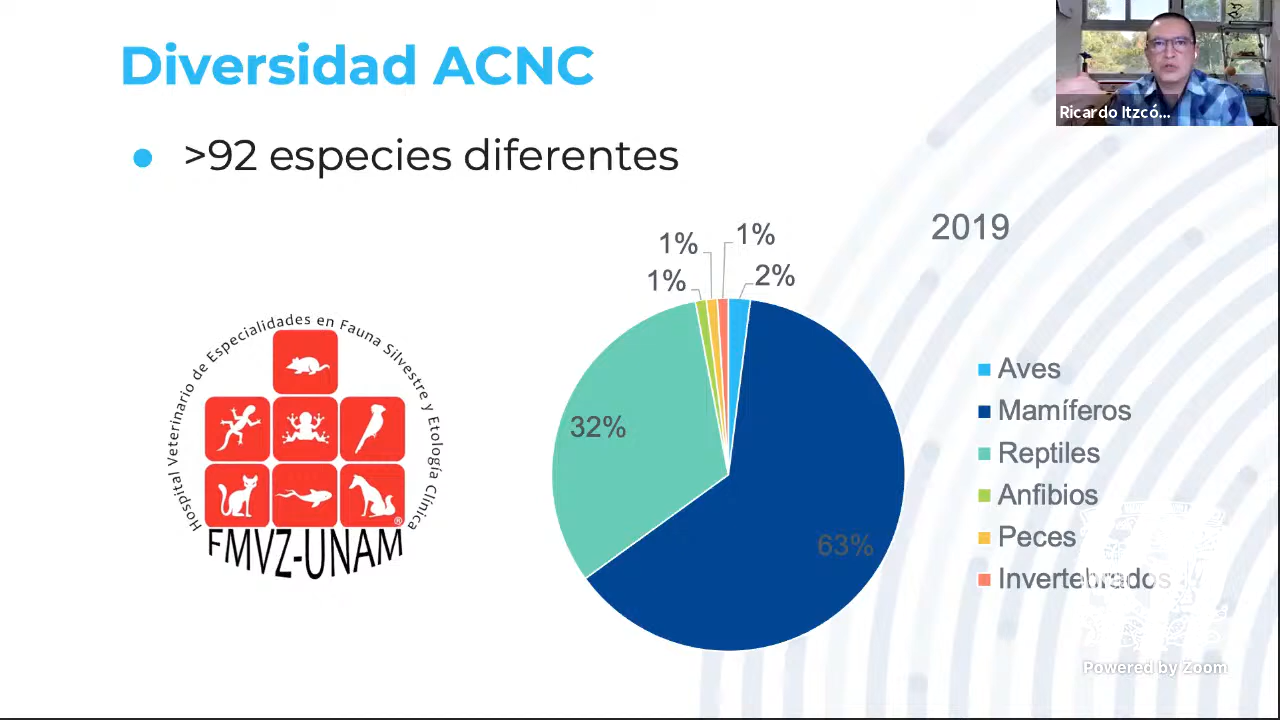 Diversidad ACNC
Ricardo Itzcó...
>92 especies diferentes
2019
1%
1%
1%
2%
32%
63%
Aves
Mamíferos
Reptiles
Anfibios
Peces
Invertebrados
Hospital Veterinario de Especialidades en Fauna Silvestre y Etología Clínica
®
FMVZ-UNAM
Powered by Zoom